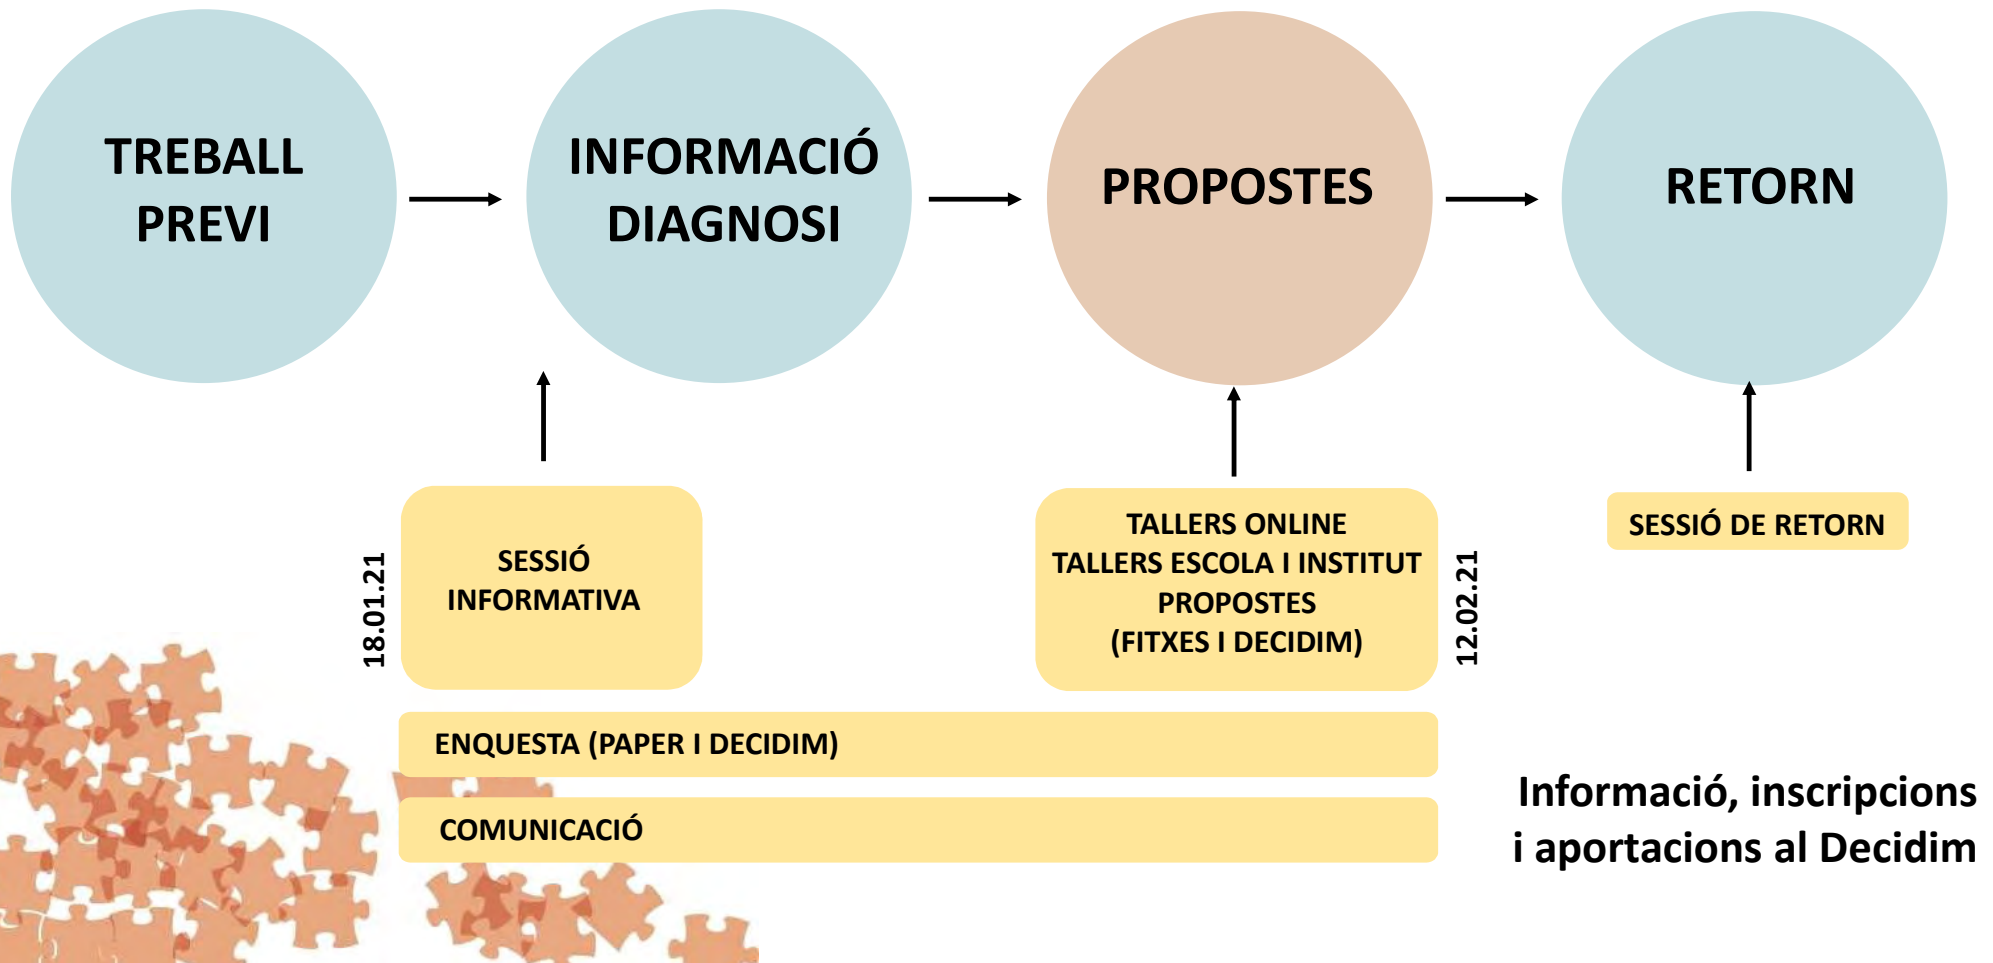 TREBALL
PREVI
INFORMACIÓ
DIAGNOSI
PROPOSTES
RETORN
18.01.21
SESSIÓ
INFORMATIVA
TALLERS ONLINE
TALLERS ESCOLA I INSTITUT
PROPOSTES
(FITXES I DECIDIM)
12.02.21
SESSIÓ DE RETORN
ENQUESTA (PAPER I DECIDIM)
COMUNICACIÓ
Informació, inscripcions
i aportacions al Decidim